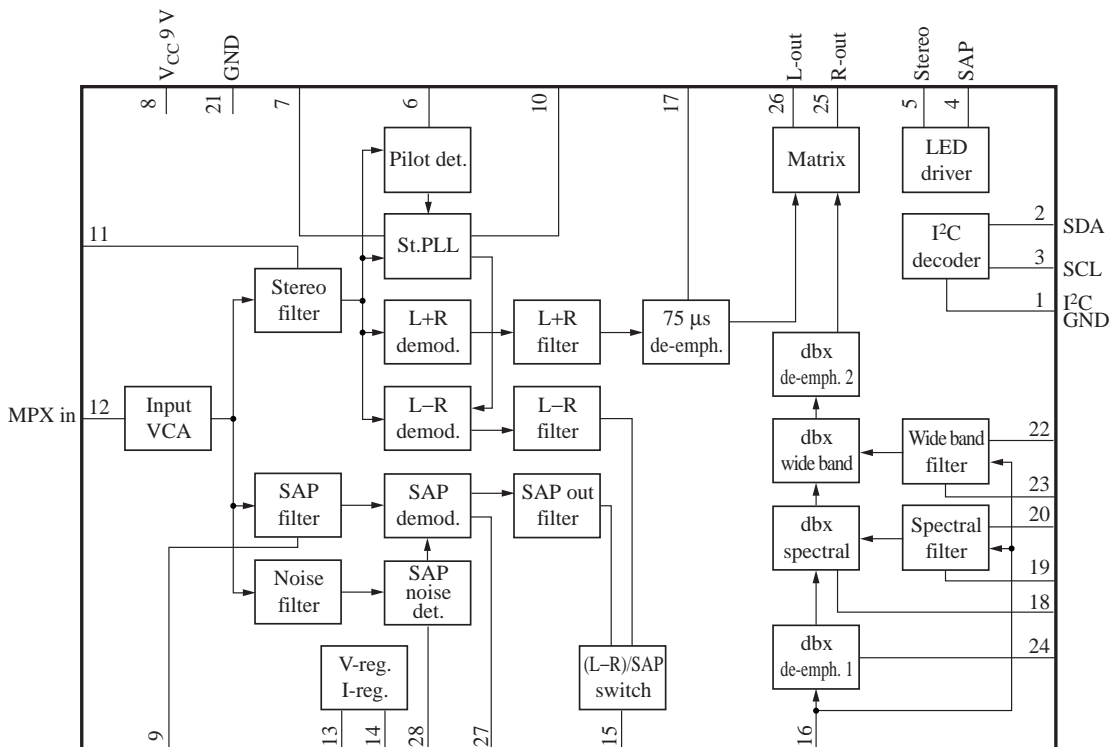 VCC 9 V
GND
L-out
R-out
Stereo
SAP
8
21
7
6
10
17
26
25
5
4
Pilot det.
Matrix
LED
driver
11
St.PLL
I²C
decoder
2
SDA
3
SCL
1
I²C
GND
Stereo
filter
L+R
demod.
L+R
filter
75 μs
de-emph.
dbx
de-emph. 2
MPX in
12
Input
VCA
L−R
demod.
L−R
filter
dbx
wide band
Wide band
filter
22
23
SAP
filter
SAP
demod.
SAP out
filter
dbx
spectral
Spectral
filter
20
19
18
Noise
filter
SAP
noise
det.
V-reg.
I-reg.
(L−R)/SAP
switch
dbx
de-emph. 1
24
9
13
14
28
27
15
16